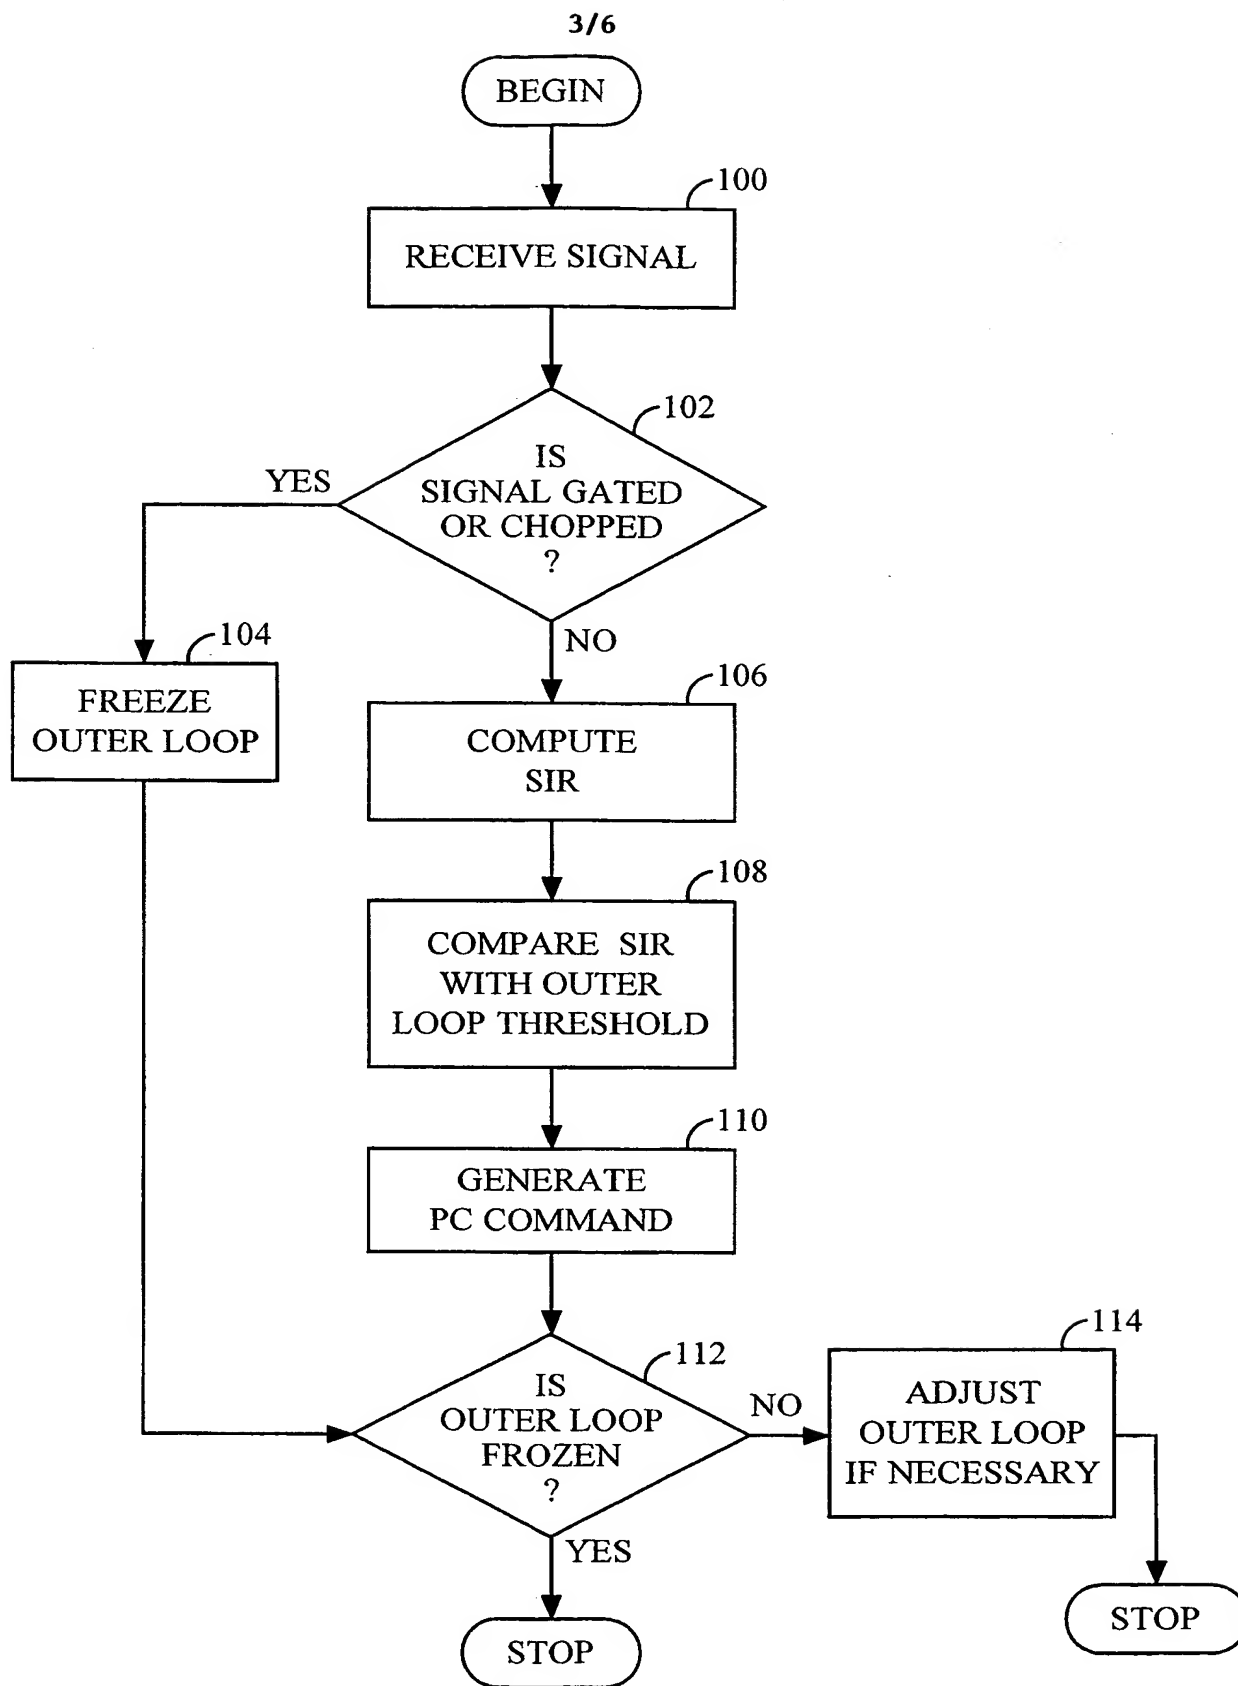 3/6
BEGIN
100
RECEIVE SIGNAL
102
IS
SIGNAL GATED
OR CHOPPED
?
YES
NO
104
FREEZE
OUTER LOOP
106
COMPUTE
SIR
108
COMPARE SIR
WITH OUTER
LOOP THRESHOLD
110
GENERATE
PC COMMAND
112
IS
OUTER LOOP
FROZEN
?
NO
YES
114
ADJUST
OUTER LOOP
IF NECESSARY
STOP
STOP